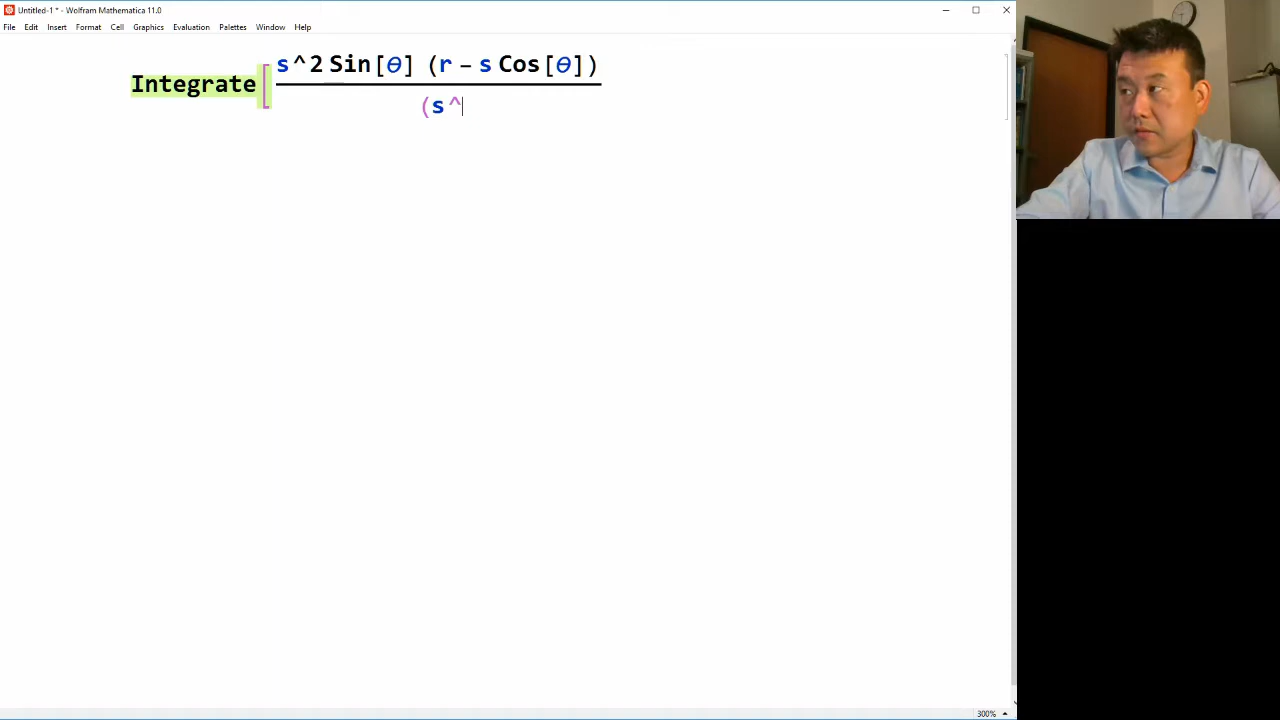 Untitled-1 * - Wolfram Mathematica 11.0
File Edit Insert Format Cell Graphics Evaluation Palettes Window Help
s^2 Sin[θ] (r - s Cos[θ])
Integrate[
(s^
300%